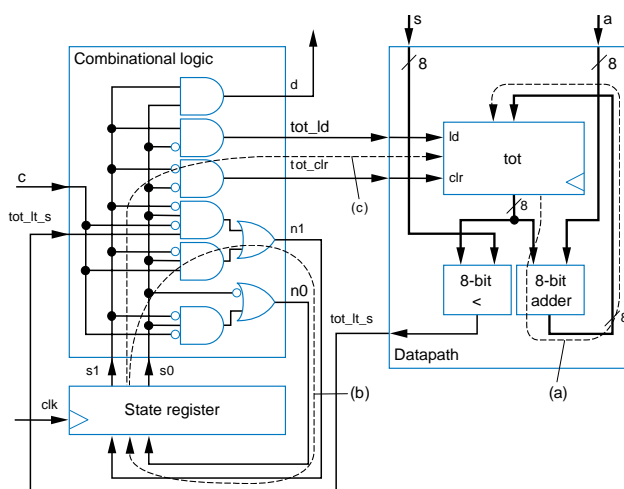 s
a
Combinational logic
d
8
8
tot_ld
ld
tot
tot_clr
clr
(c)
c
8
tot_lt_s
n1
8-bit
<
8-bit
adder
n0
tot_lt_s
8
Datapath
s1
s0
(b)
(a)
clk
State register